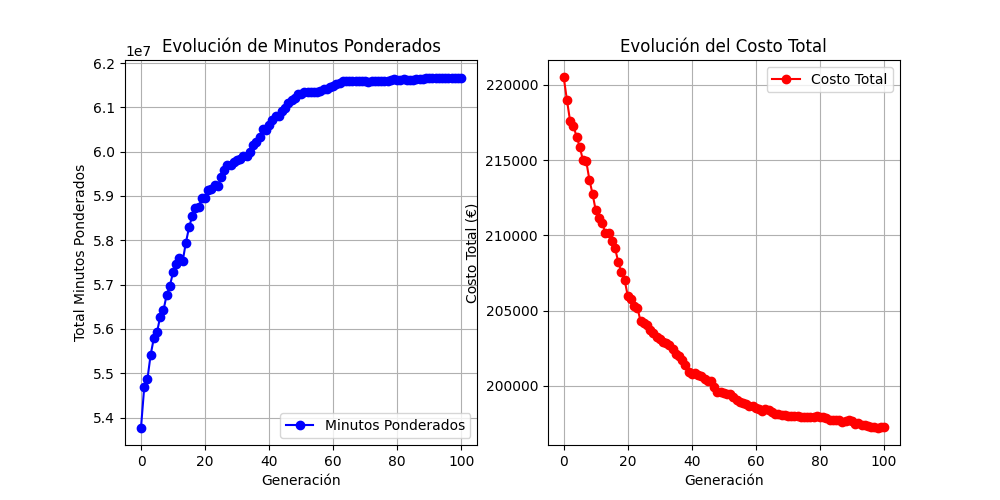 Evolución de Minutos Ponderados
1e7
6.2
6.1
6.0
5.9
5.8
5.7
5.6
5.5
5.4
Total Minutos Ponderados
Minutos Ponderados
0 20 40 60 80 100
Generación
Evolución del Costo Total
220000
215000
210000
205000
200000
Costo Total (€)
Costo Total
0 20 40 60 80 100
Generación